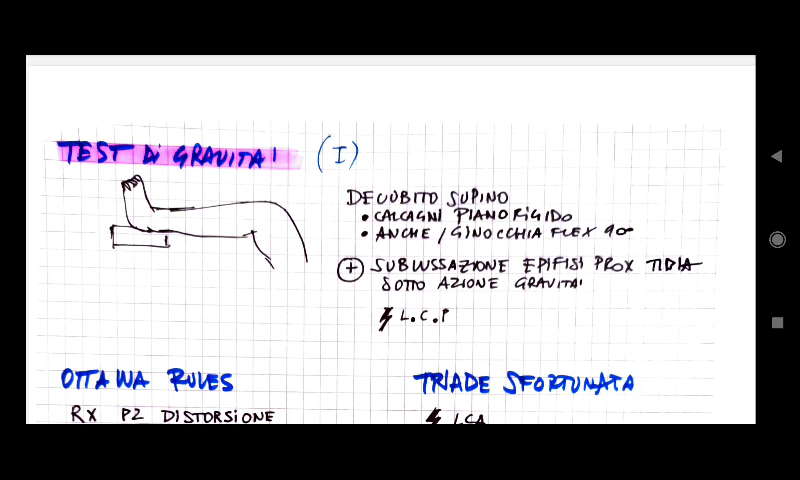 TEST Di GRAVITA' (I)
DECUBITO SUPINO
• CALCAGNI PIANO RIGIDO
• ANCHE/GINOCCHIA FLEX 90°
(+) SUBLUSSAZIONE EPIFISI PROX TIBIA
SOTTO AZIONE GRAVITA'
L.C.P
OTTAWA RULES
RX PZ DISTORSIONE
TRIADE SFORTUNATA
LCA